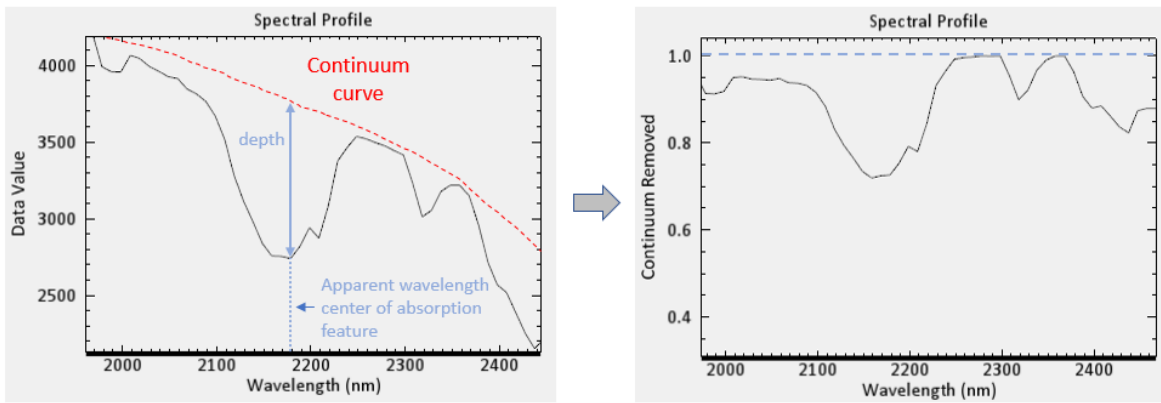 Spectral Profile
Continuum
curve
depth
Apparent wavelength
center of absorption
feature
Data Value
4000
3500
3000
2500
2000
2100
2200
2300
2400
Wavelength (nm)
Spectral Profile
Continuum Removed
1.0
0.8
0.6
0.4
2000
2100
2200
2300
2400
Wavelength (nm)